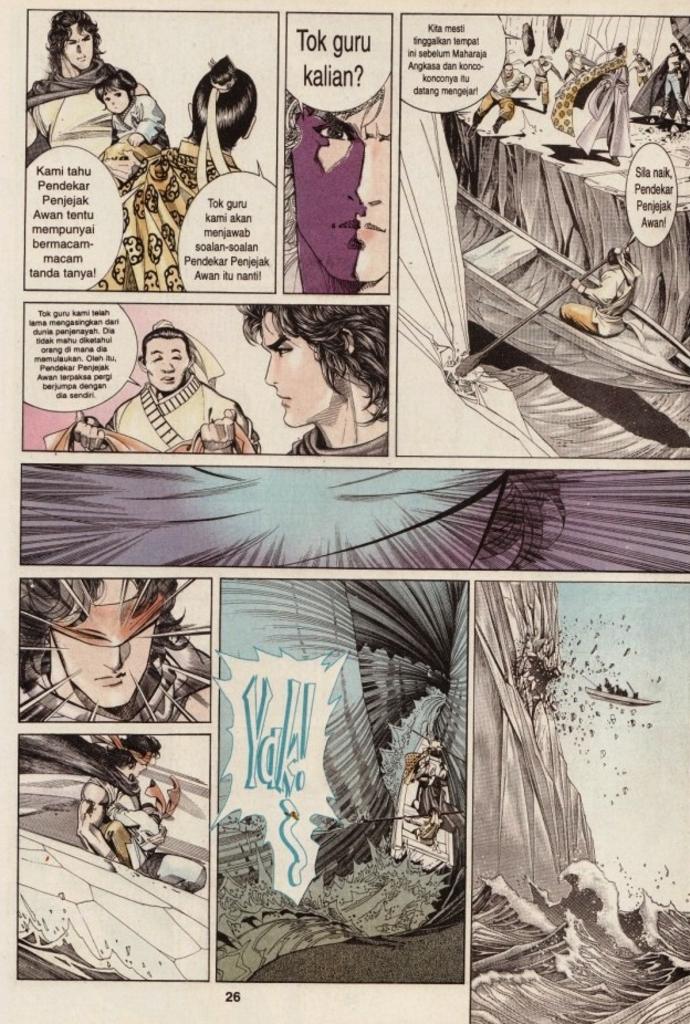 Kami tahu
Pendekar
Penjejak
Awan tentu
mempunyai
bermacam-
macam
tanda tanya!
Tok guru
kami akan
menjawab
soalan-soalan
Pendekar Penjejak
Awan itu nanti!
Tok guru
kalian?
Kita mesti
tinggalkan tempat
ini sebelum Maharaja
Angkasa dan konco-
konconya itu
datang mengejar!
Sila naik,
Pendekar
Penjejak
Awan!
Tok guru kami telah
lama mengasingkan dari
dunia penjenayah. Dia
tidak mahu diketahui
orang di mana dia
memulaukan. Oleh itu,
Pendekar Penjejak
Awan terpaksa pergi
berjumpa dengan
dia sendiri.
Yak!
26